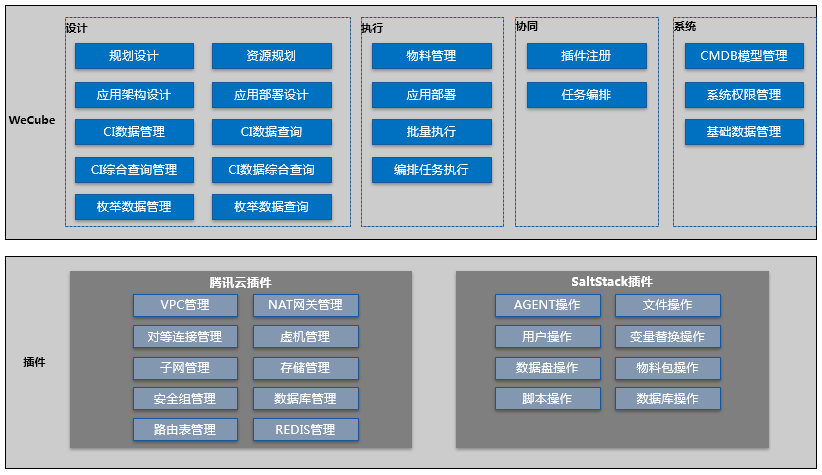 WeCube
设计
规划设计
资源规划
应用架构设计
应用部署设计
CI数据管理
CI数据查询
CI综合查询管理
CI数据综合查询
枚举数据管理
枚举数据查询
执行
物料管理
应用部署
批量执行
编排任务执行
协同
插件注册
任务编排
系统
CMDB模型管理
系统权限管理
基础数据管理
插件
腾讯云插件
VPC管理
NAT网关管理
对等连接管理
虚机管理
子网管理
存储管理
安全组管理
数据库管理
路由表管理
REDIS管理
SaltStack插件
AGENT操作
文件操作
用户操作
变量替换操作
数据盘操作
物料包操作
脚本操作
数据库操作